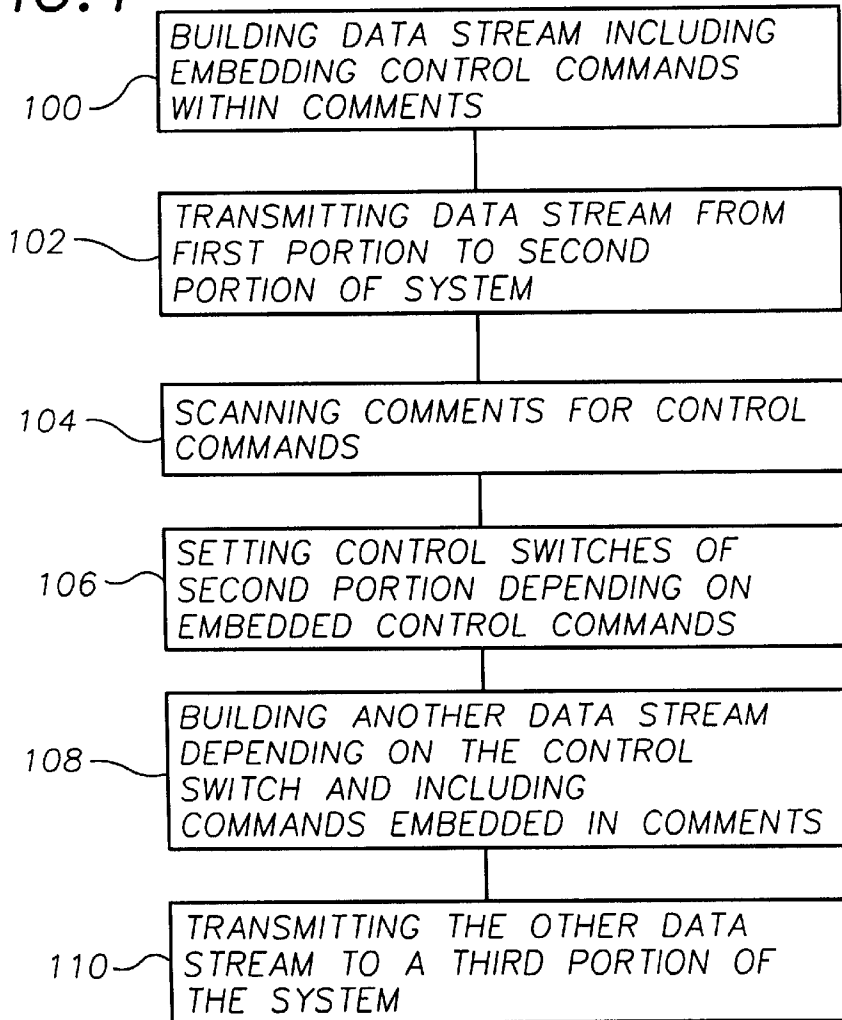 BUILDING DATA STREAM INCLUDING
EMBEDDING CONTROL COMMANDS
WITHIN COMMENTS
100
TRANSMITTING DATA STREAM FROM
FIRST PORTION TO SECOND
PORTION OF SYSTEM
102
SCANNING COMMENTS FOR CONTROL
COMMANDS
104
SETTING CONTROL SWITCHES OF
SECOND PORTION DEPENDING ON
EMBEDDED CONTROL COMMANDS
106
BUILDING ANOTHER DATA STREAM
DEPENDING ON THE CONTROL
SWITCH AND INCLUDING
COMMANDS EMBEDDED IN COMMENTS
108
TRANSMITTING THE OTHER DATA
STREAM TO A THIRD PORTION OF
THE SYSTEM
110